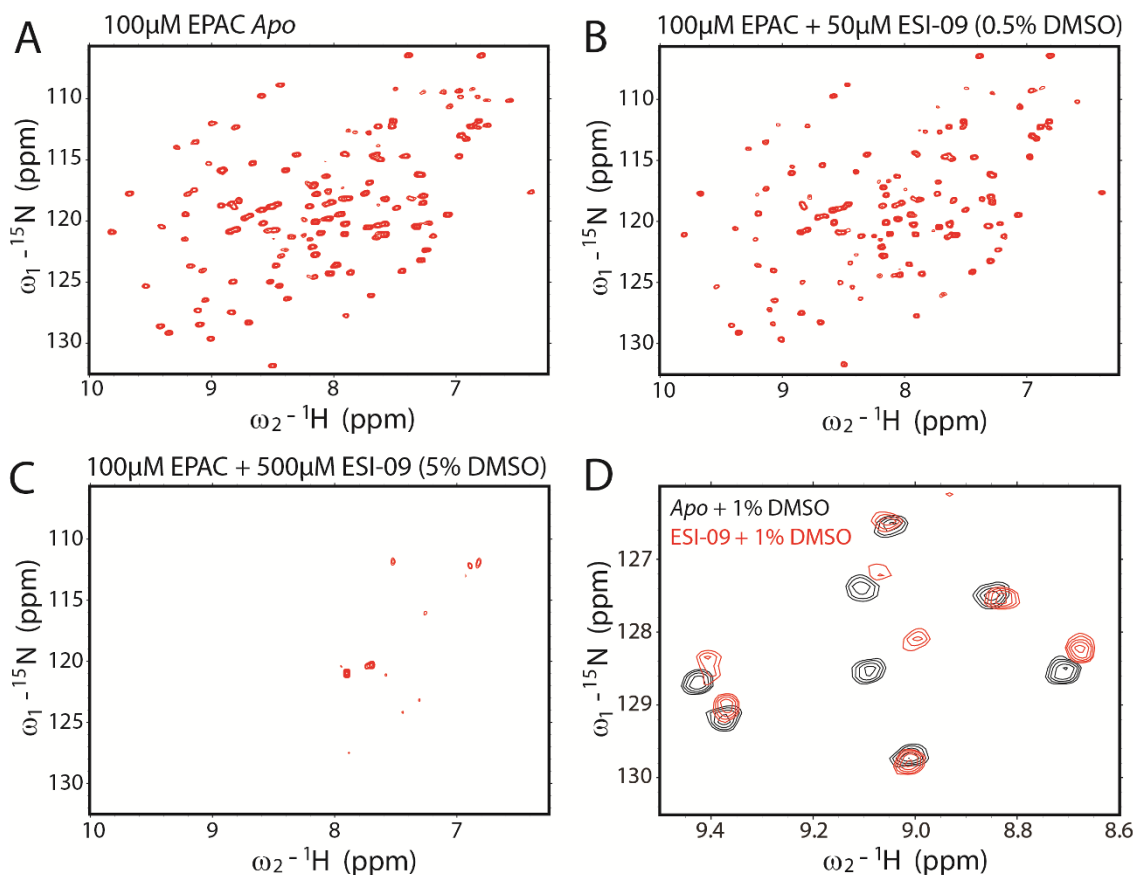 A
100μM EPAC Apo
110
115
120
125
130
ω1 - 15N (ppm)
10
9
8
7
ω2 - 1H (ppm)
B
100μM EPAC + 50μM ESI-09 (0.5% DMSO)
110
115
120
125
130
ω1 - 15N (ppm)
10
9
8
7
ω2 - 1H (ppm)
C
100μM EPAC + 500μM ESI-09 (5% DMSO)
110
115
120
125
130
ω1 - 15N (ppm)
10
9
8
7
ω2 - 1H (ppm)
D
Apo + 1% DMSO
ESI-09 + 1% DMSO
127
128
129
130
ω1 - 15N (ppm)
9.4
9.2
9.0
8.8
8.6
ω2 - 1H (ppm)